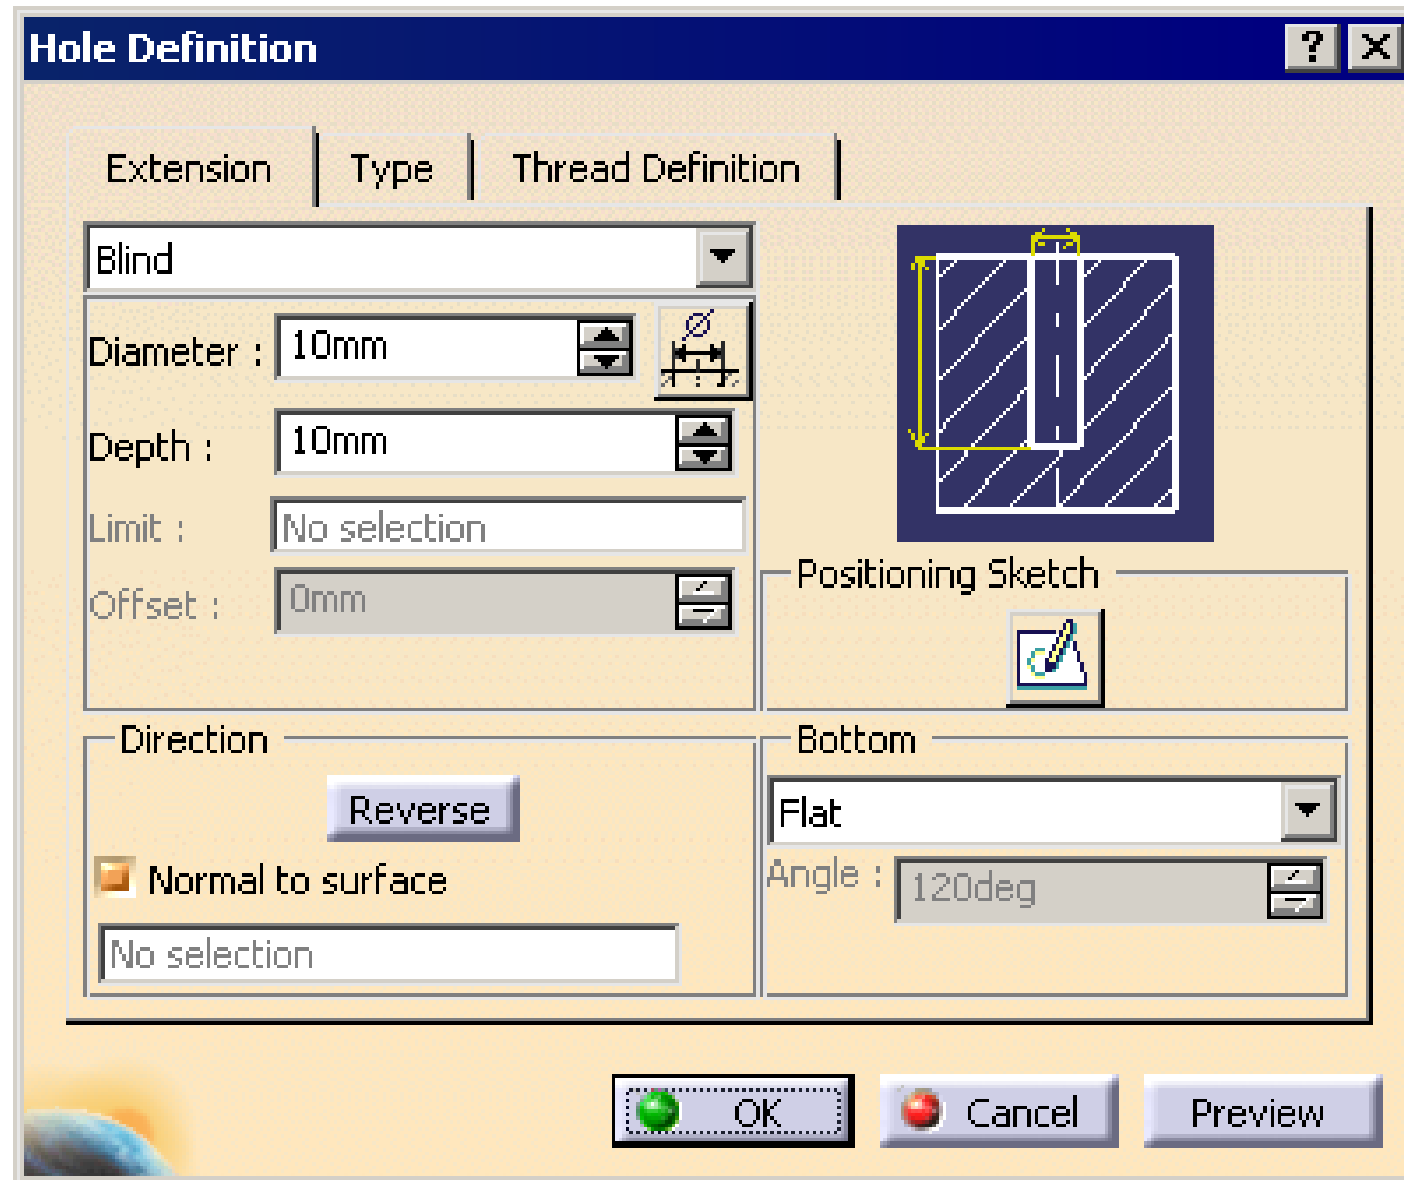 Hole Definition
Extension
Type
Thread Definition
Blind
Diameter : 10mm
Depth : 10mm
Limit : No selection
Offset : 0mm
Positioning Sketch
Direction
Reverse
Normal to surface
No selection
Bottom
Flat
Angle : 120deg
OK
Cancel
Preview